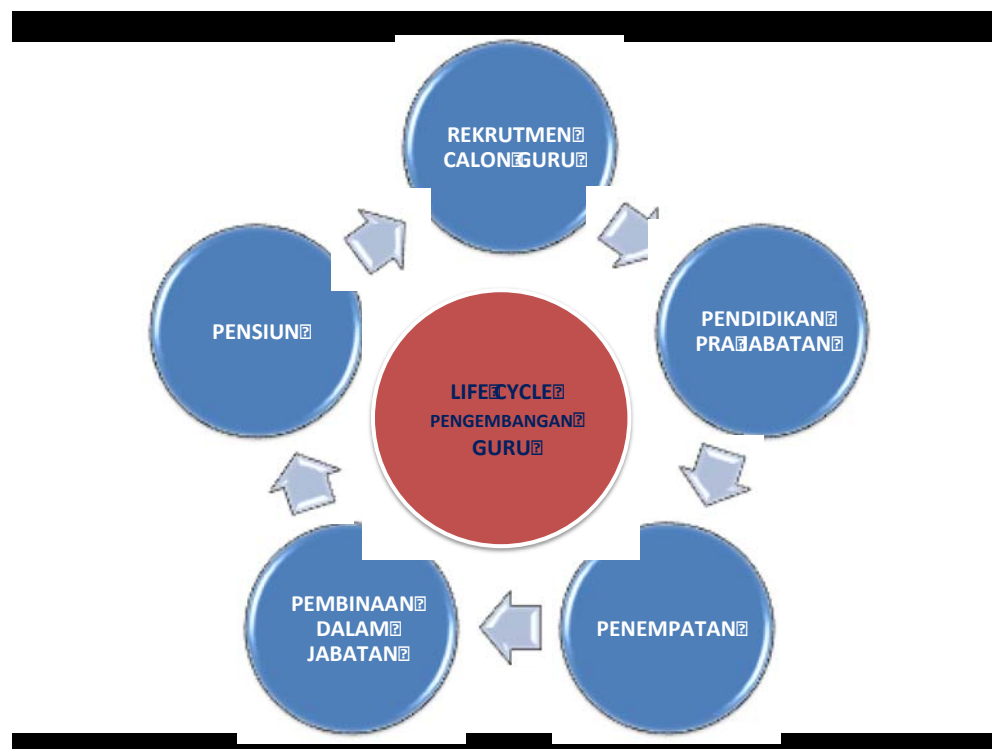 REKRUTMEN⍰
CALON⍰GURU⍰
PENDIDIKAN⍰
PRA⍰JABATAN⍰
PENEMPATAN⍰
PEMBINAAN⍰
DALAM⍰
JABATAN⍰
PENSIUN⍰
LIFE⍰CYCLE⍰
PENGEMBANGAN⍰
GURU⍰